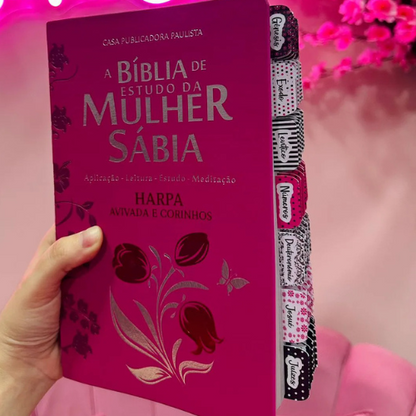 CASA PUBLICADORA PAULISTA
A BÍBLIA DE
ESTUDO DA
MULHER
SÁBIA
Aplicação - Leitura - Estudo - Meditação
HARPA
AVIVADA E CORINHOS
Gênesis
Êxodo
Levítico
Números
Deuteronômio
Josué
Juízes